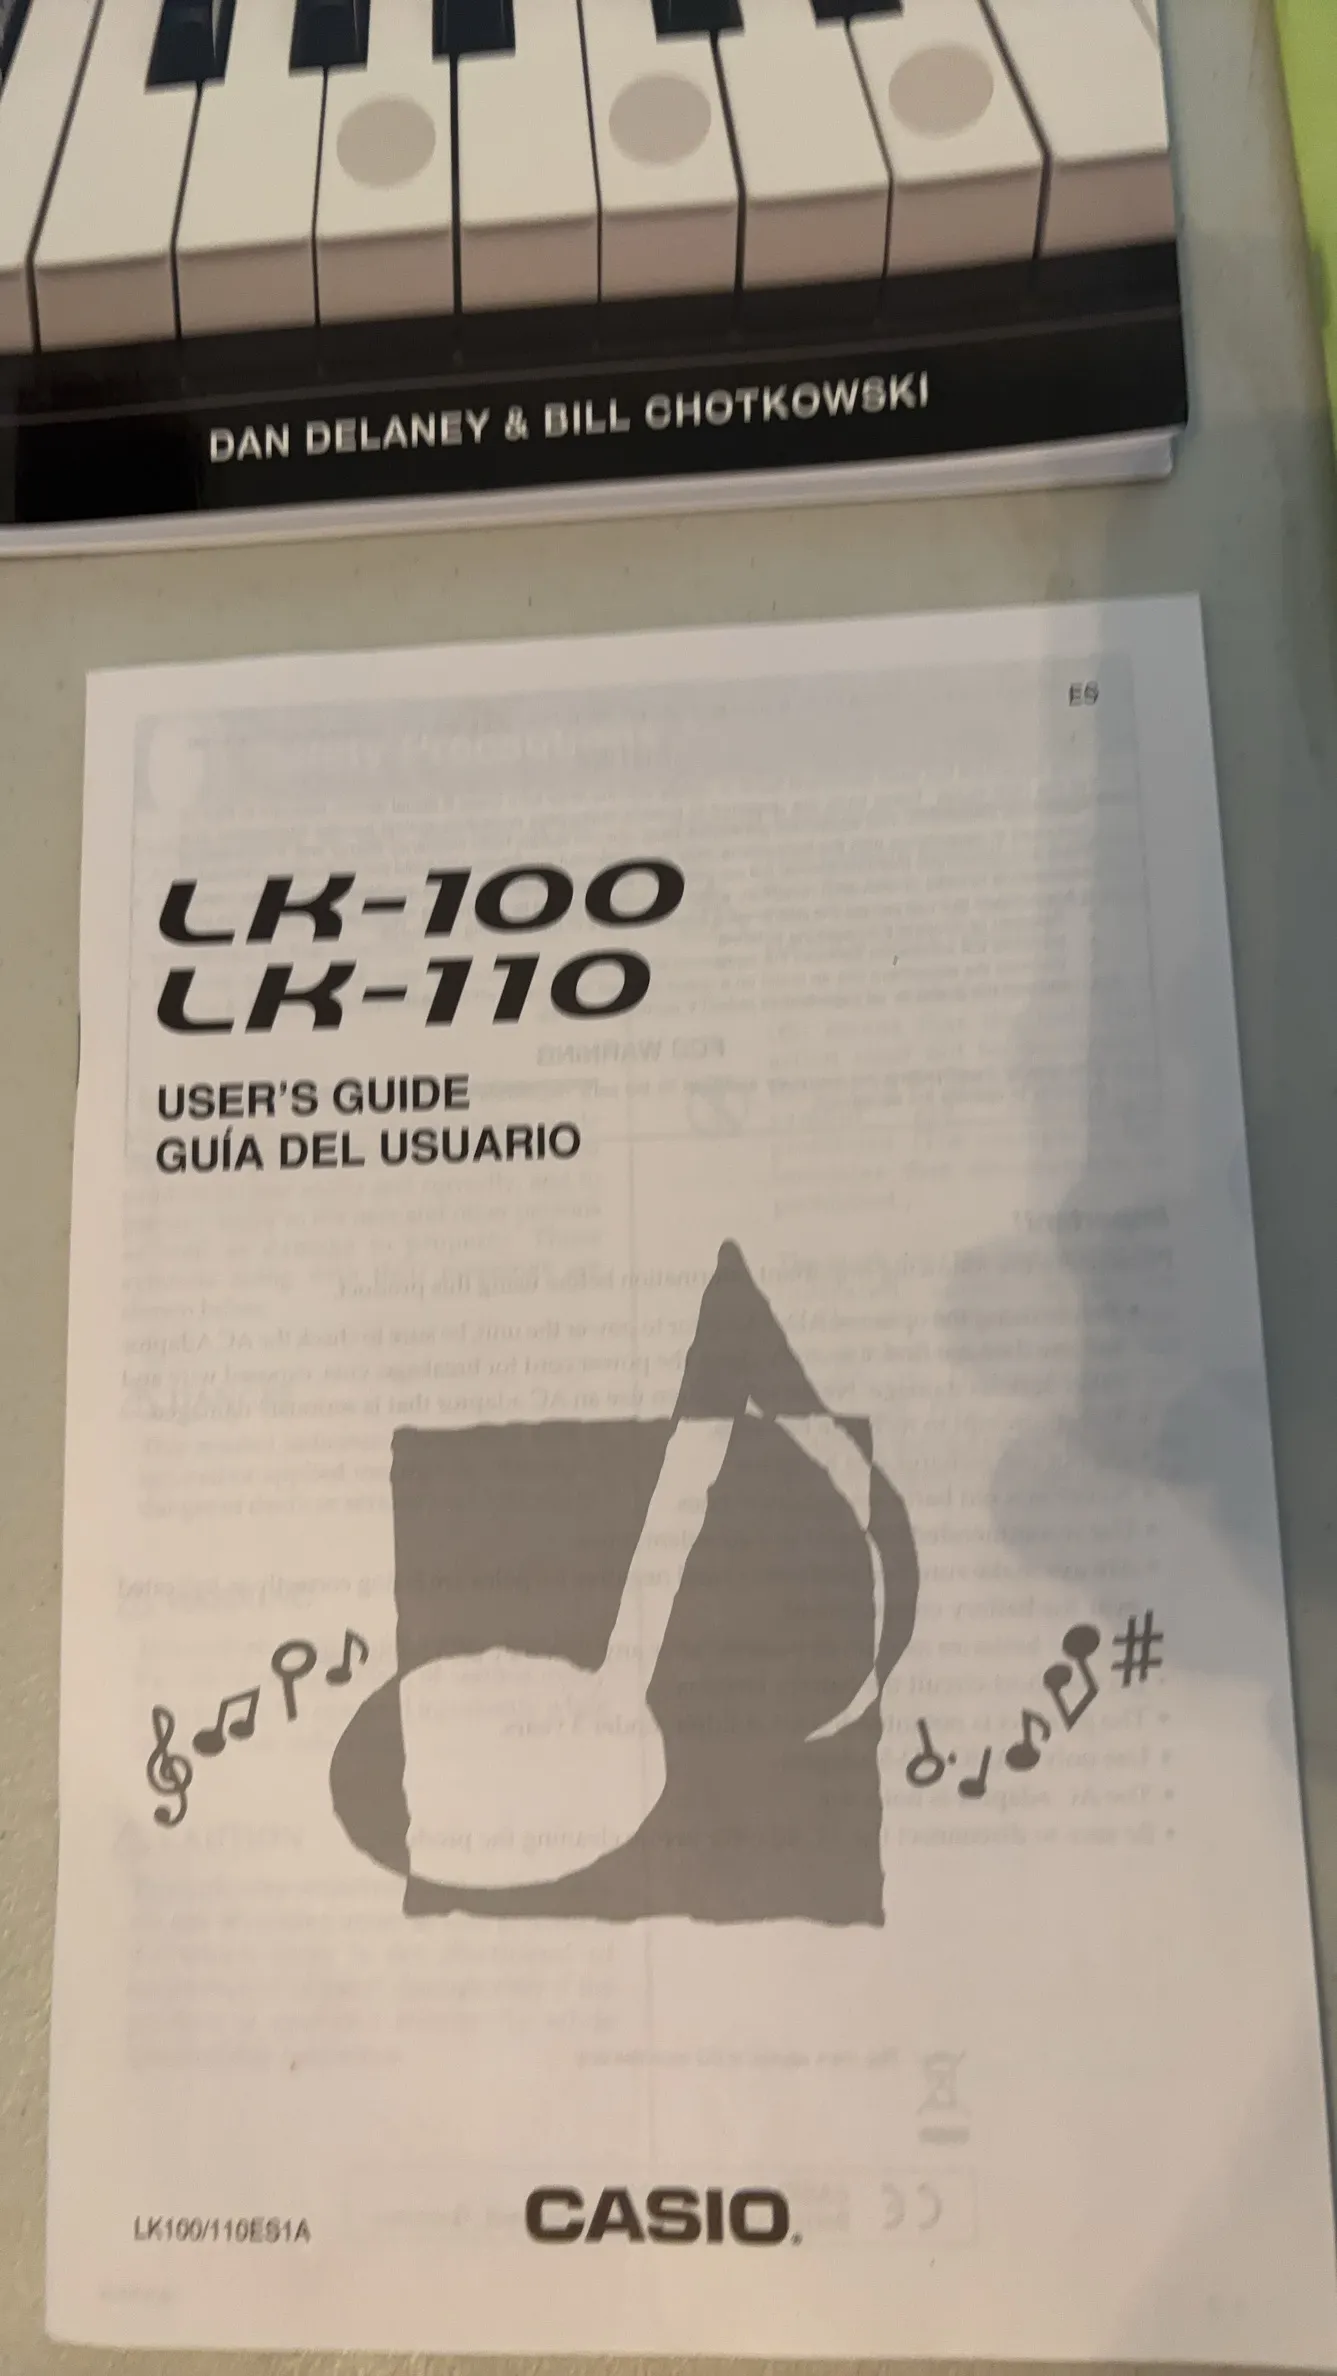 DAN DELANEY & BILL CHOTKOWSKI
ES
LK-100
LK-110
USER'S GUIDE
GUÍA DEL USUARIO
CASIO
LK100/110ES1A